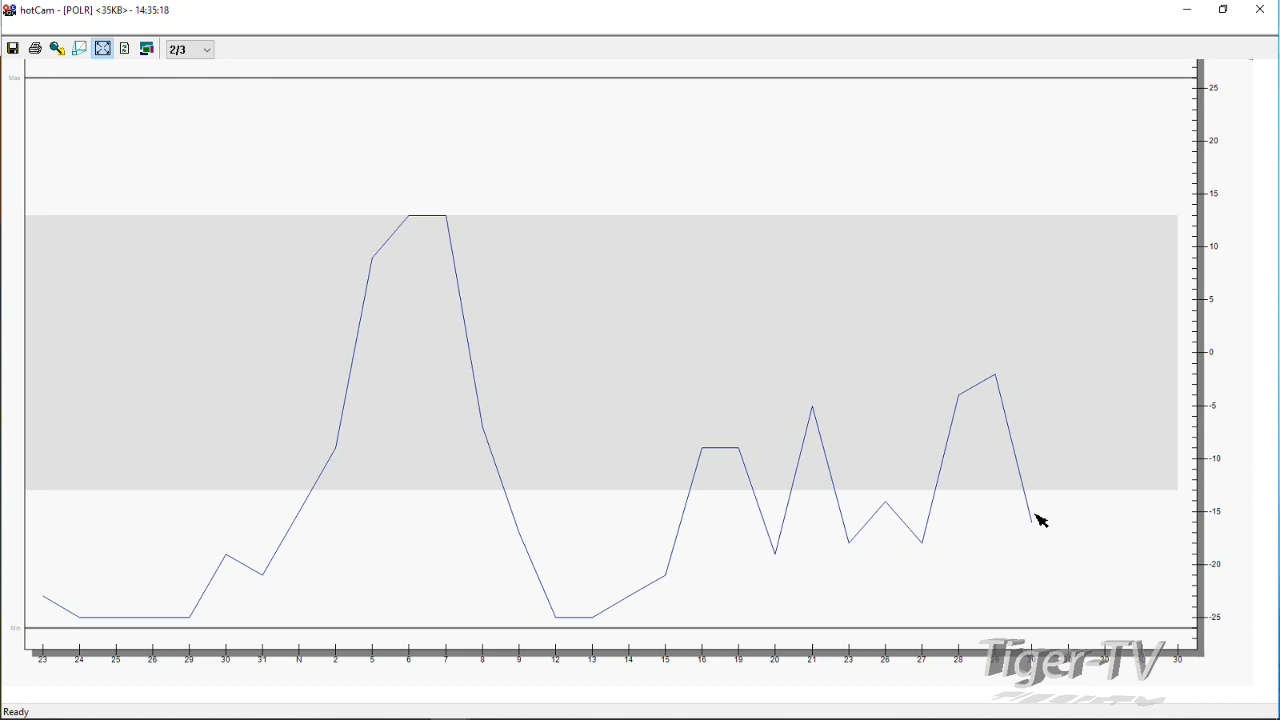 hotCam - [POLR] <35KB> - 14:35:18
2/3
Max
25
20
15
10
5
0
-5
-10
-15
-20
-25
Min
23 24 25 26 29 30 31 N 2 5 6 7 8 9 12 13 14 15 16 19 20 21 23 26 27 28 29 30
Tiger-TV
Ready